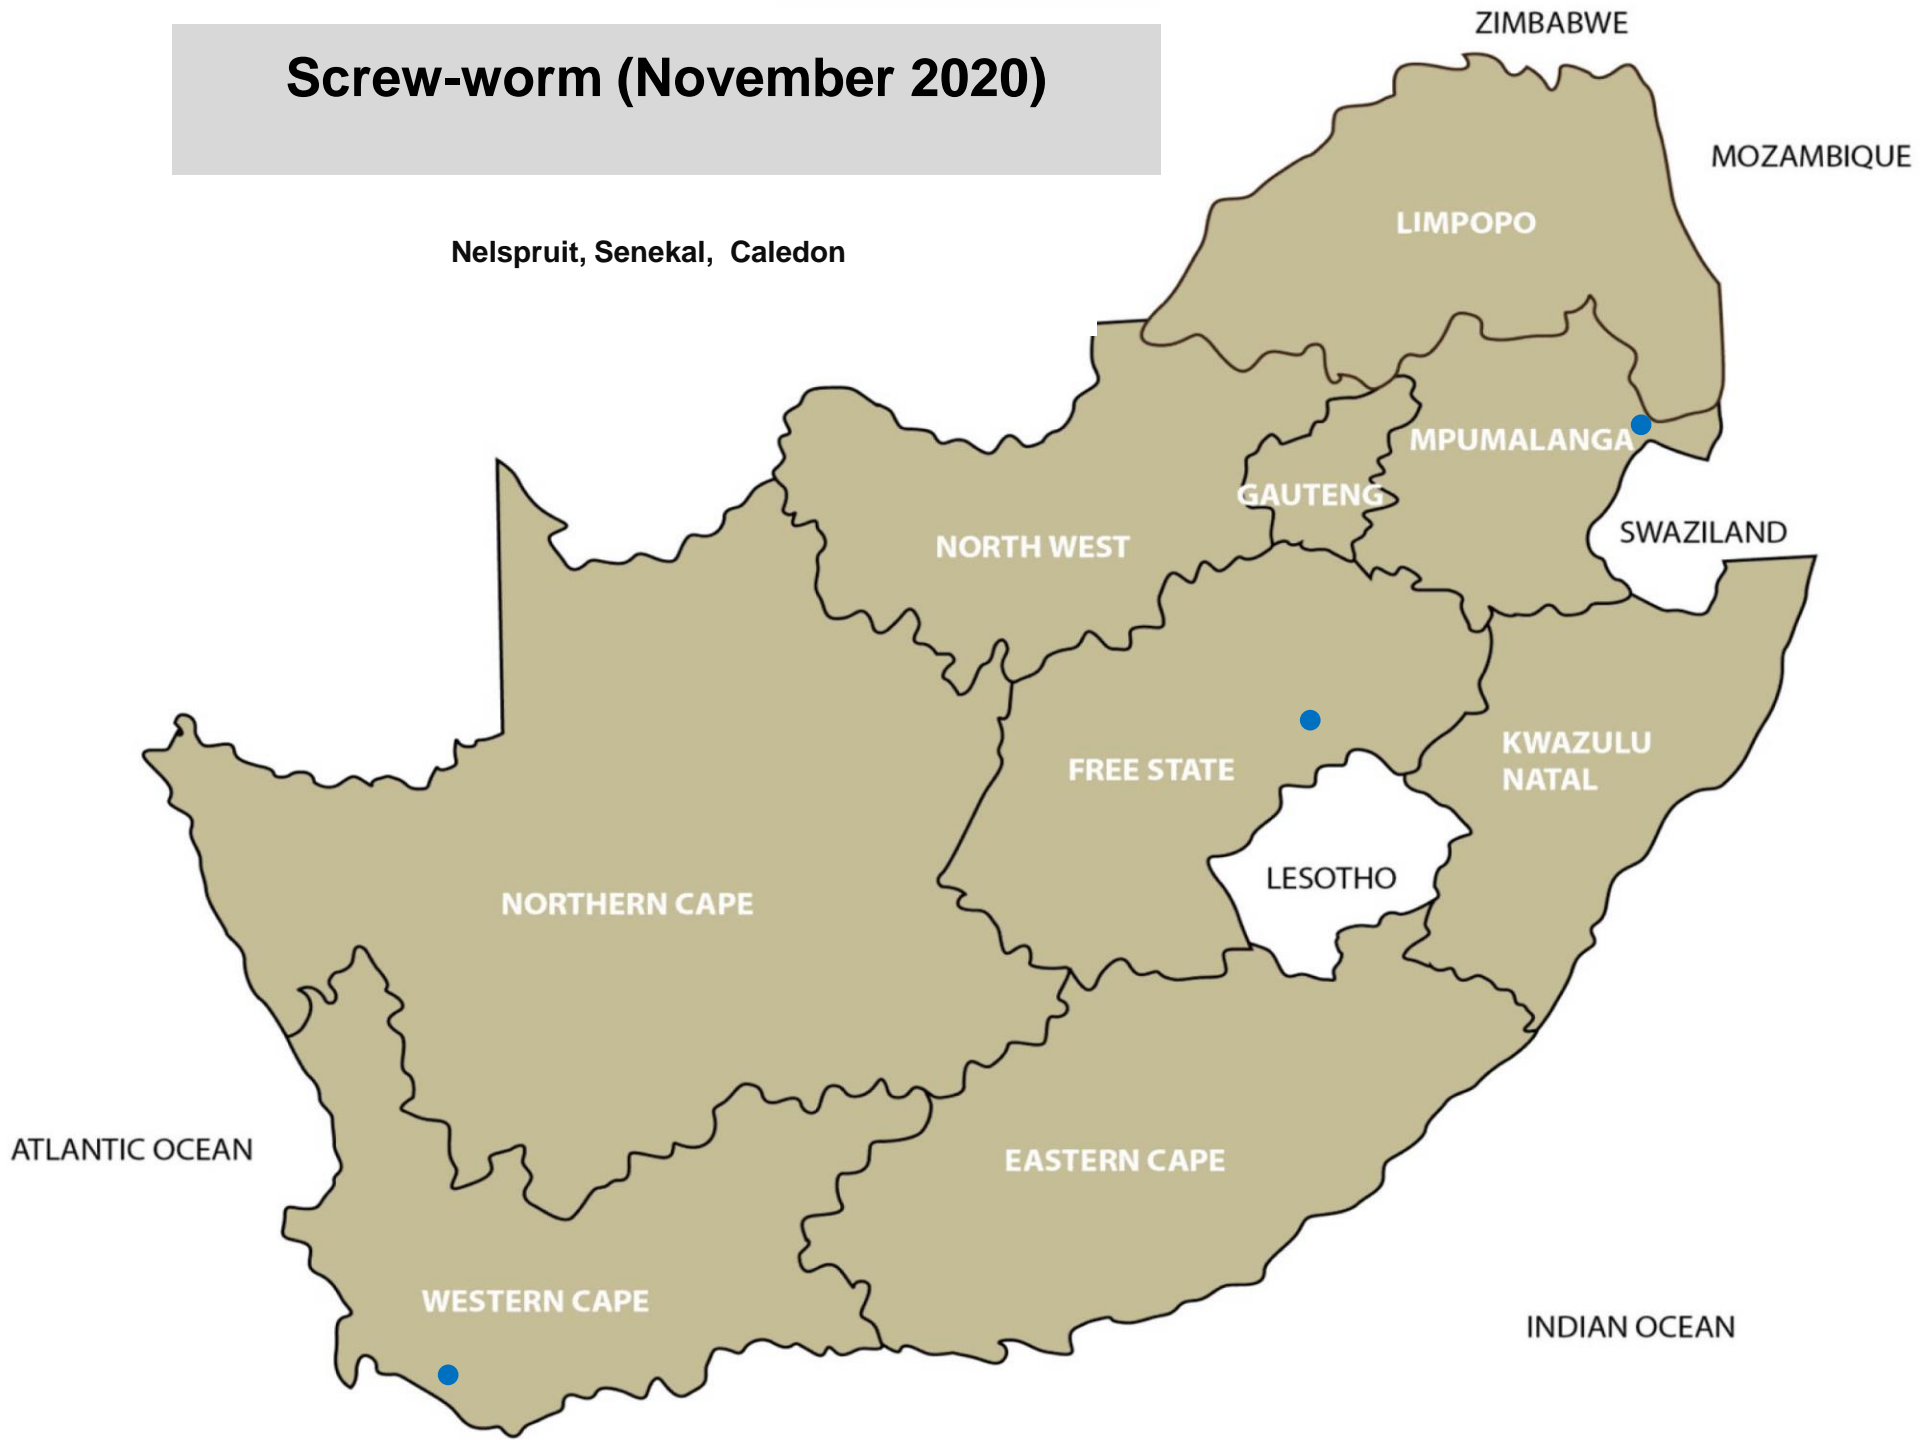 Screw-worm (November 2020)
Nelspruit, Senekal,  Caledon
ZIMBABWE
MOZAMBIQUE
LIMPOPO
MPUMALANGA
GAUTENG
SWAZILAND
NORTH WEST
KWAZULU
NATAL
FREE STATE
LESOTHO
NORTHERN CAPE
ATLANTIC OCEAN
EASTERN CAPE
WESTERN CAPE
INDIAN OCEAN